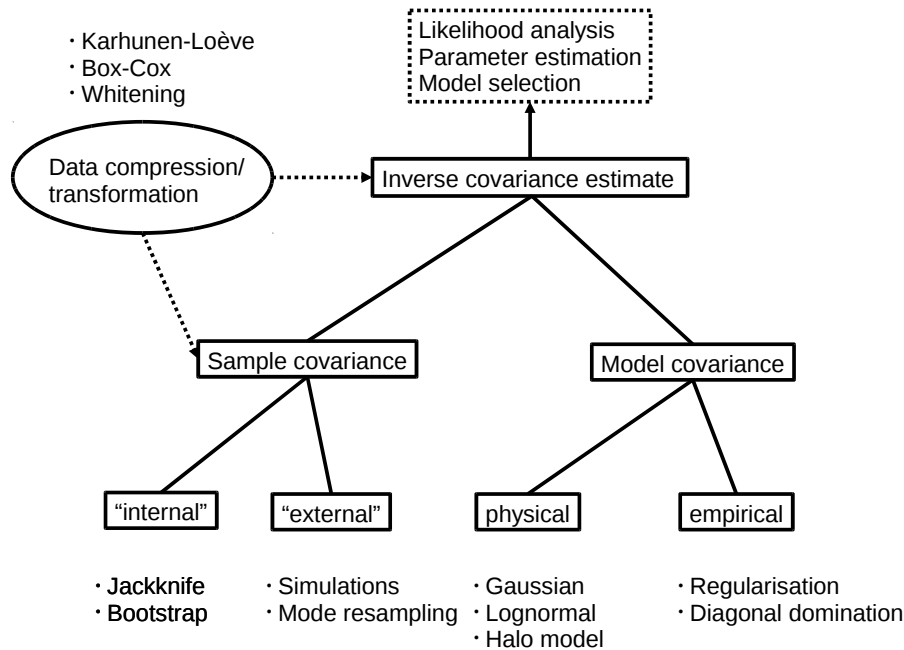 · Karhunen-Loève
· Box-Cox
· Whitening
Likelihood analysis
Parameter estimation
Model selection
Data compression/
transformation
Inverse covariance estimate
Sample covariance
Model covariance
“internal”
“external”
physical
empirical
· Jackknife
· Bootstrap
· Simulations
· Mode resampling
· Gaussian
· Lognormal
· Halo model
· Regularisation
· Diagonal domination